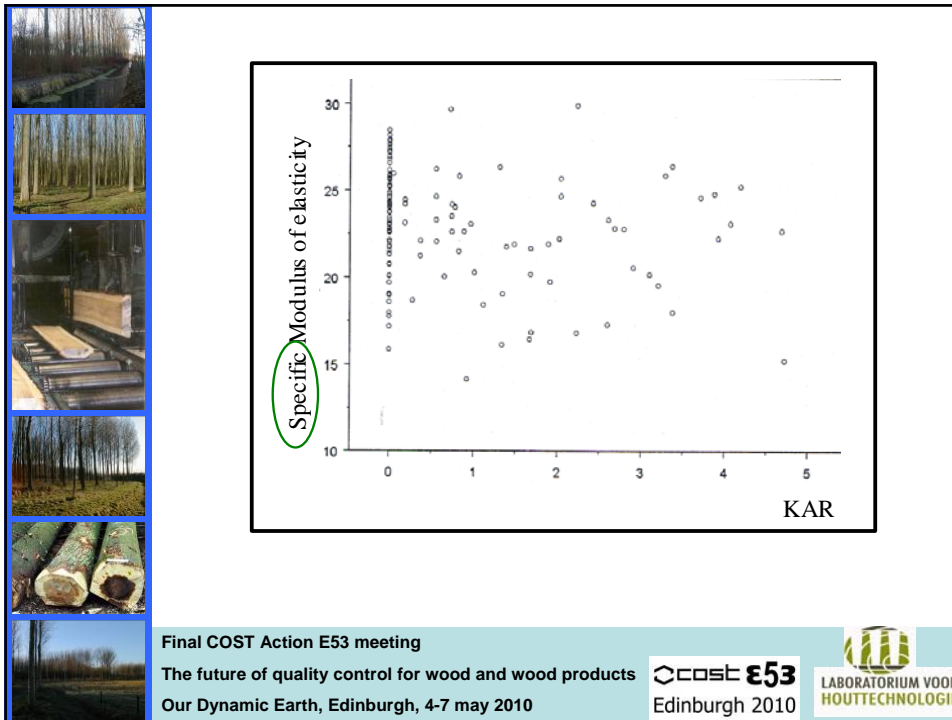 Specific Modulus of elasticity
30
25
20
15
10
0 1 2 3 4 5
KAR
Final COST Action E53 meeting
The future of quality control for wood and wood products
Our Dynamic Earth, Edinburgh, 4-7 may 2010
cost E53
Edinburgh 2010
LABORATORIUM VOOR
HOUTTECHNOLOGI